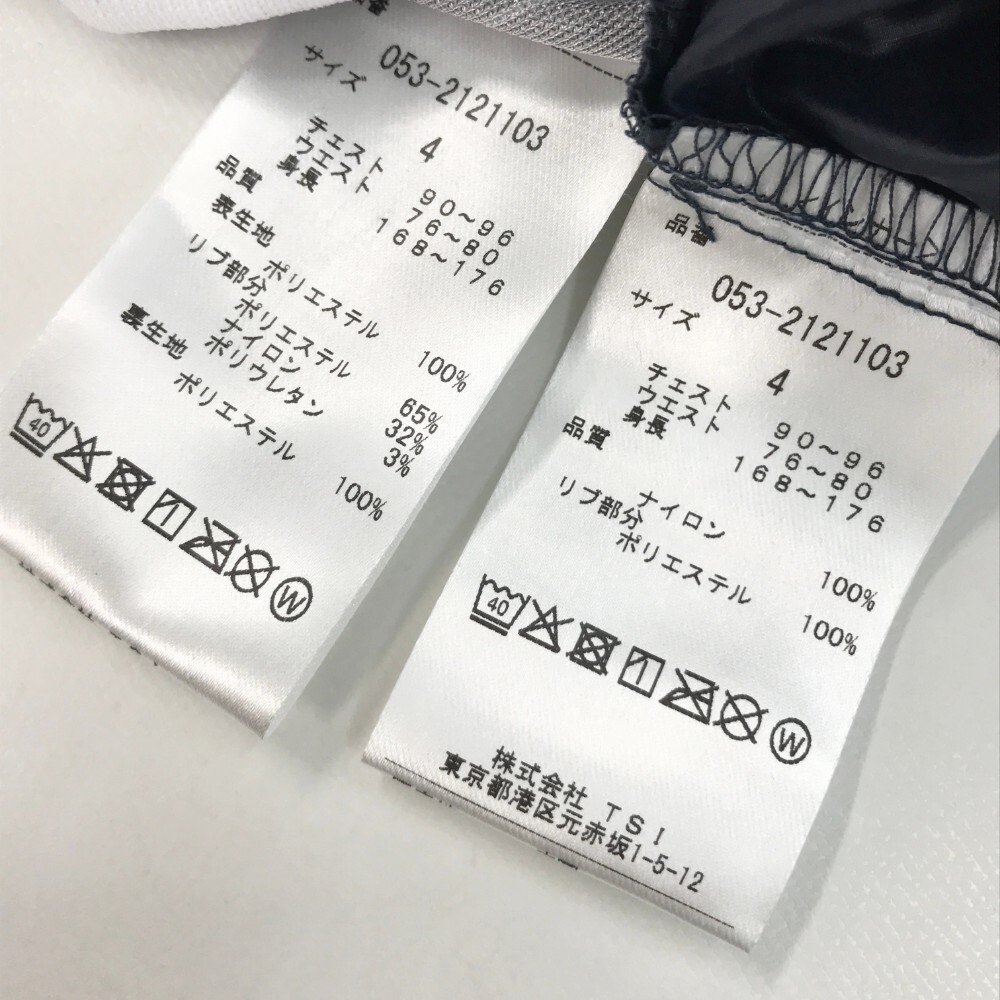 品番
053-2121103
サイズ
4
チェスト 90~96
ウエスト 76~80
身長 168~176
品質
表生地
ポリエステル 100%
リブ部分
ポリエステル 65%
ナイロン 32%
ポリウレタン 3%
裏生地
ポリエステル 100%
40
W
品番
053-2121103
サイズ
4
チェスト 90~96
ウエスト 76~80
身長 168~176
品質
ナイロン 100%
リブ部分
ポリエステル 100%
40
W
株式会社 TSI
東京都港区元赤坂1-5-12